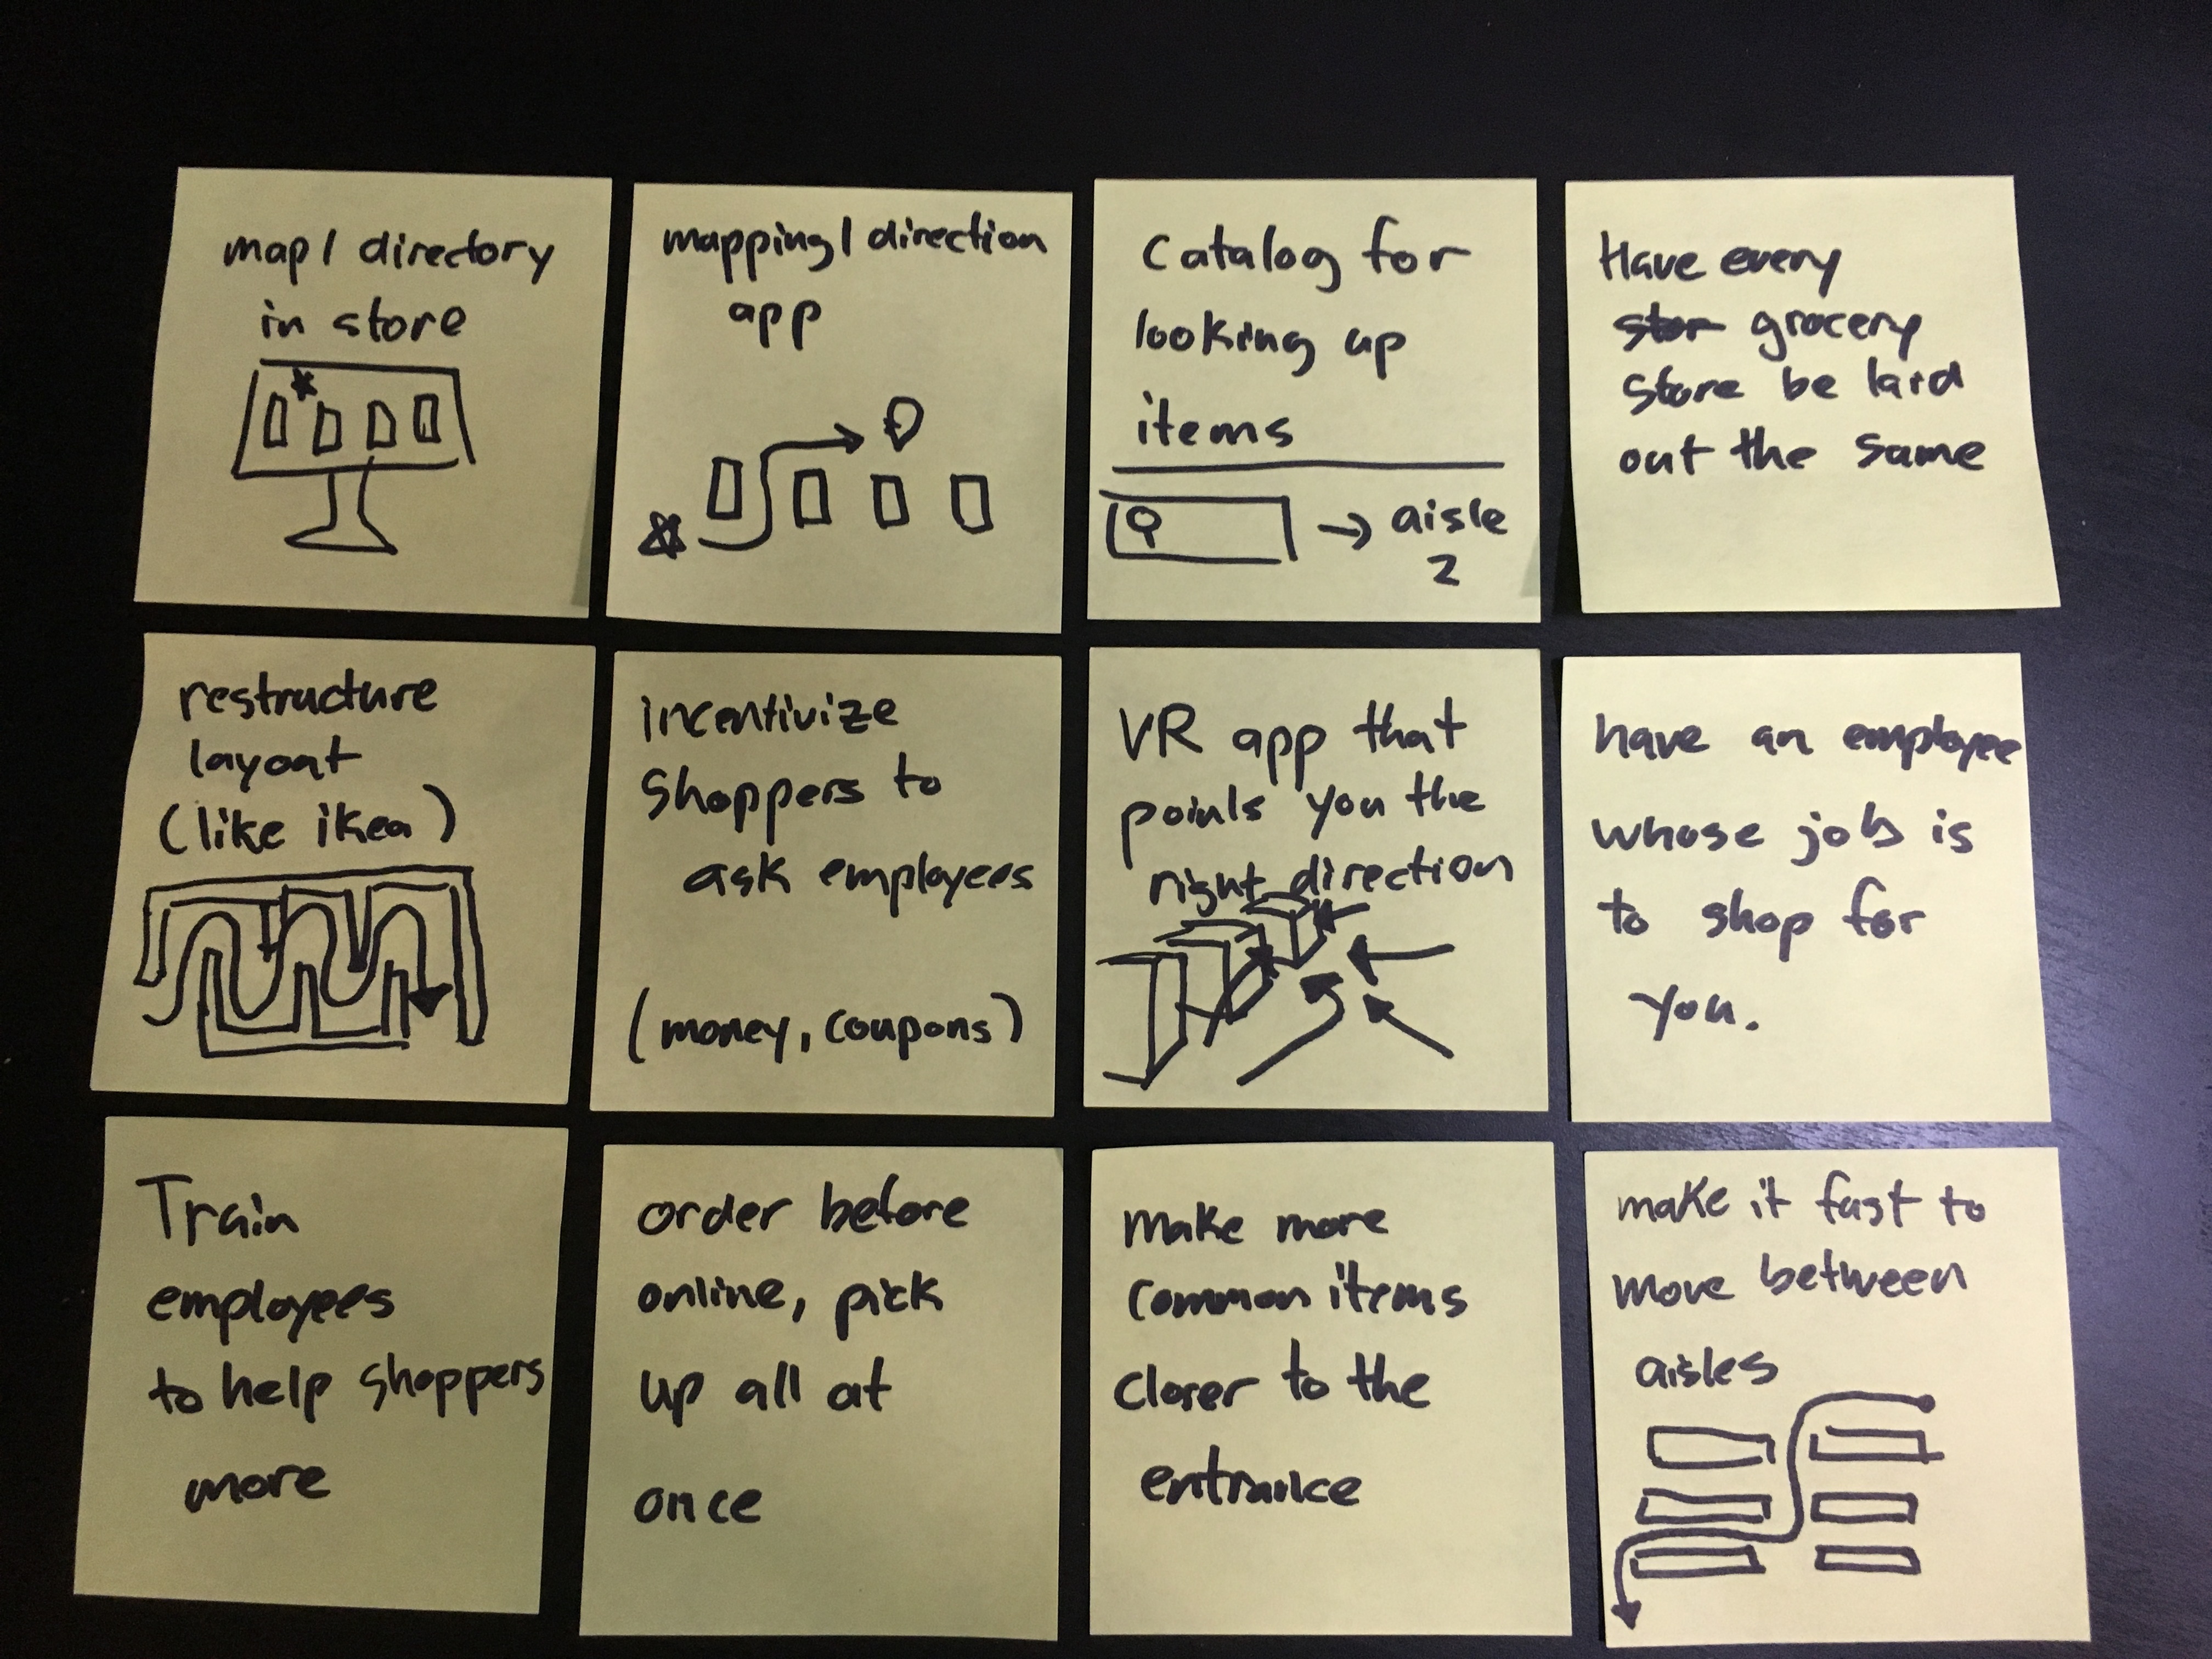 map/ directory
in store
mapping/ direction
app
Catalog for
looking up
items
→ aisle
2
Have every
stor grocery
store be laid
out the same
restructure
layout
(like ikea)
incentivize
shoppers to
ask employees
(money, coupons)
VR app that
points you the
right direction
have an employee
whose job is
to shop for
you.
Train
employees
to help shoppers
more
order before
online, pick
up all at
once
make more
common items
closer to the
entrance
make it fast to
move between
aisles